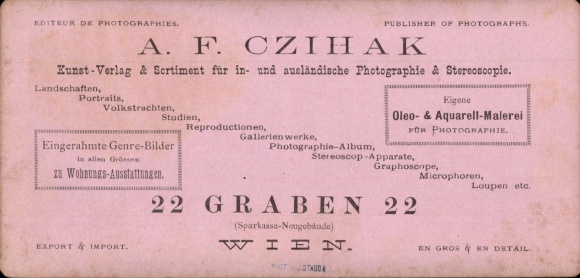 EDITEUR DE PHOTOGRAPHIES.
PUBLISHER OF PHOTOGRAPHS.
A. F. CZIHAK
Kunst-Verlag & Sortiment für in- und ausländische Photographie & Stereoscopie.
Landschaften,
Portraits,
Volkstrachten,
Studien,
Reproductionen,
Gallerienwerke,
Photographie-Album,
Stereoscop-Apparate,
Graphoscope,
Microphoren,
Loupen etc.
Eigene
Oleo- & Aquarell-Malerei
FÜR PHOTOGRAPHIE.
Eingerahmte Genre-Bilder
in allen Grössen
zu Wohnungs-Ausstattungen.
22 GRABEN 22
(Sparkassa-Neugebäude)
WIEN.
EXPORT & IMPORT.
EN GROS & EN DETAIL.
STAUDA